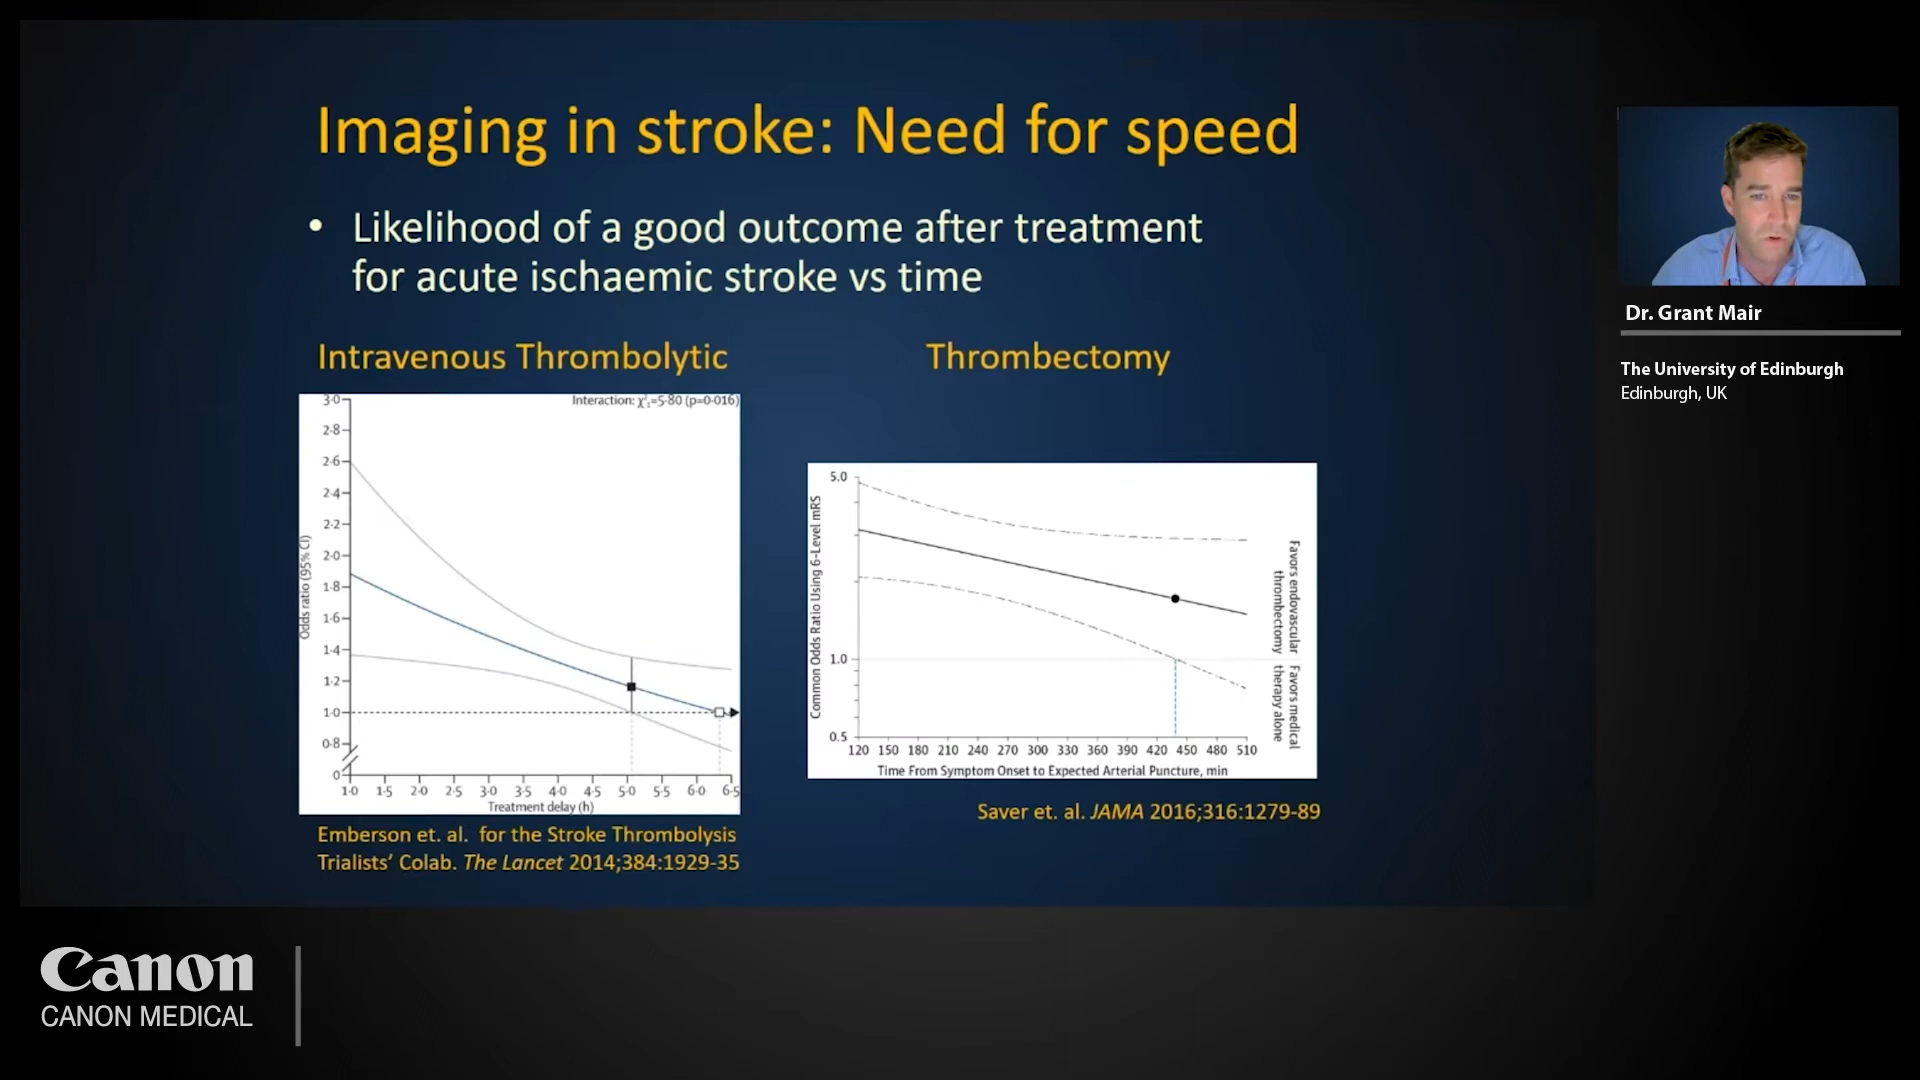 Imaging in stroke: Need for speed
• Likelihood of a good outcome after treatment
for acute ischaemic stroke vs time
Intravenous Thrombolytic
Interaction: χ²₁=5·80 (p=0·016)
Odds ratio (95% CI)
3·0
2·8
2·6
2·4
2·2
2·0
1·8
1·6
1·4
1·2
1·0
0·8
0
1·0 1·5 2·0 2·5 3·0 3·5 4·0 4·5 5·0 5·5 6·0 6·5
Treatment delay (h)
Emberson et. al. for the Stroke Thrombolysis
Trialists’ Colab. The Lancet 2014;384:1929-35
Thrombectomy
Common Odds Ratio Using 6-Level mRS
5.0
1.0
0.5
120 150 180 210 240 270 300 330 360 390 420 450 480 510
Time From Symptom Onset to Expected Arterial Puncture, min
Favors endovascular
thrombectomy
Favors medical
therapy alone
Saver et. al. JAMA 2016;316:1279-89
Dr. Grant Mair
The University of Edinburgh
Edinburgh, UK
Canon
CANON MEDICAL